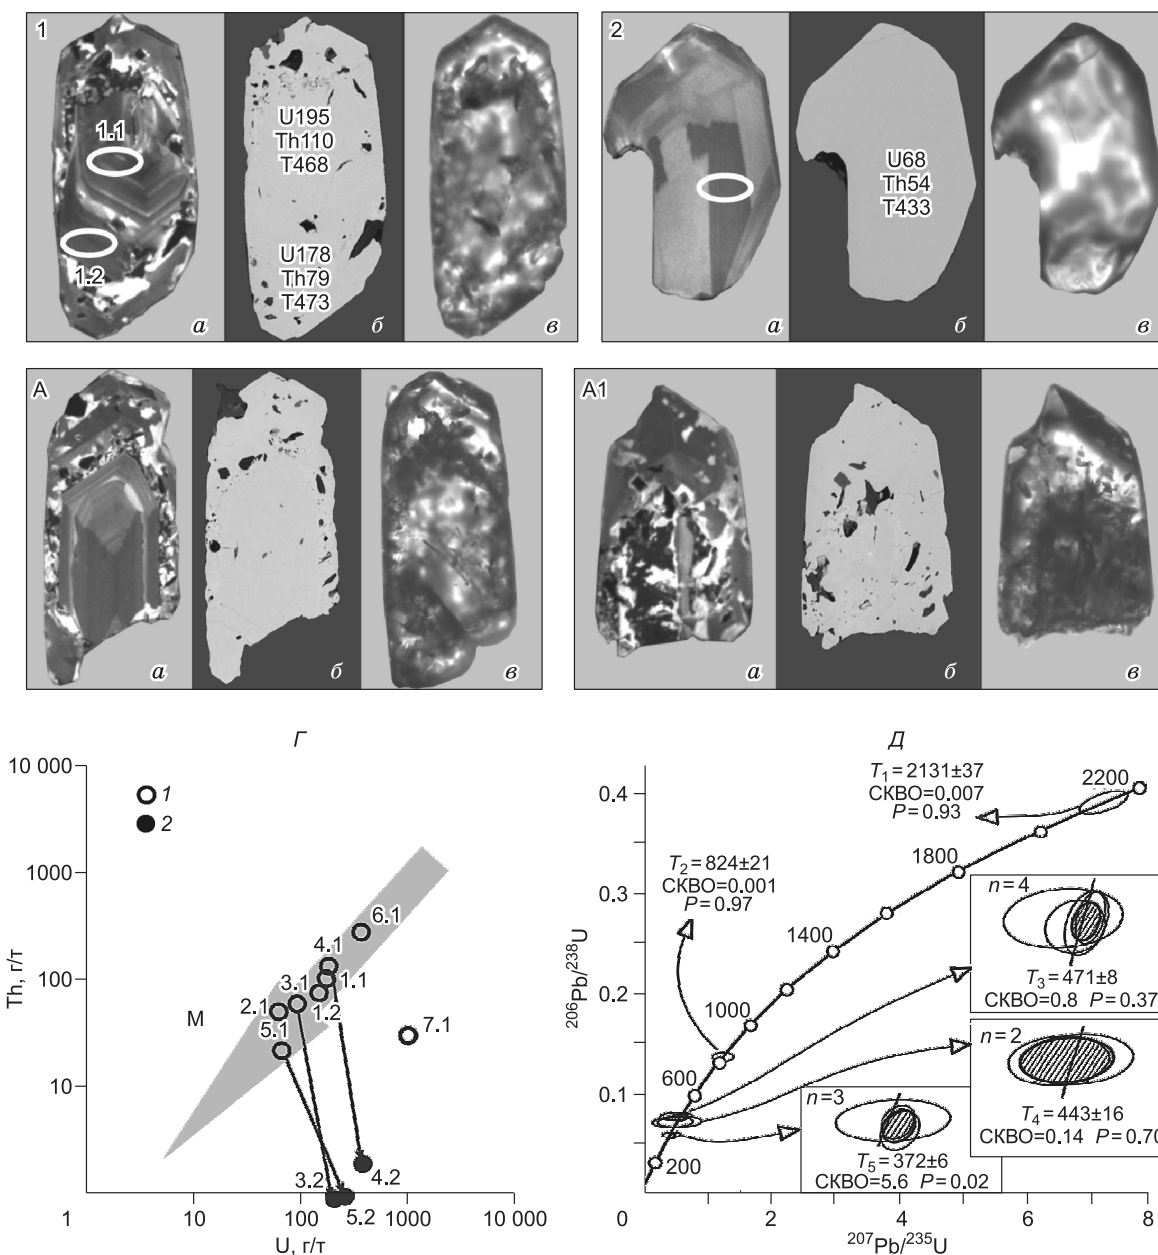 1
1.1
1.2
а
U195
Th110
T468
U178
Th79
T473
б
в
2
а
U68
Th54
T433
б
в
А
а
б
в
А1
а
б
в
Г
10 000
1000
100
10
Th, г/т
1
2
М
6.1
4.1
3.1
1.1
2.1
1.2
5.1
7.1
3.2
4.2
5.2
1
10
100
1000
10 000
U, г/т
Д
0.4
0.3
0.2
0.1
0
²⁰⁶Pb/²³⁸U
T₁ = 2131±37
СКВО=0.007
P = 0.93
2200
1800
T₂ = 824±21
СКВО=0.001
P = 0.97
1400
1000
600
200
n = 4
T₃ = 471±8
СКВО=0.8 P = 0.37
n = 2
T₄ = 443±16
СКВО=0.14 P = 0.70
n = 3
T₅ = 372±6
СКВО=5.6 P = 0.02
0
2
4
6
8
²⁰⁷Pb/²³⁵U